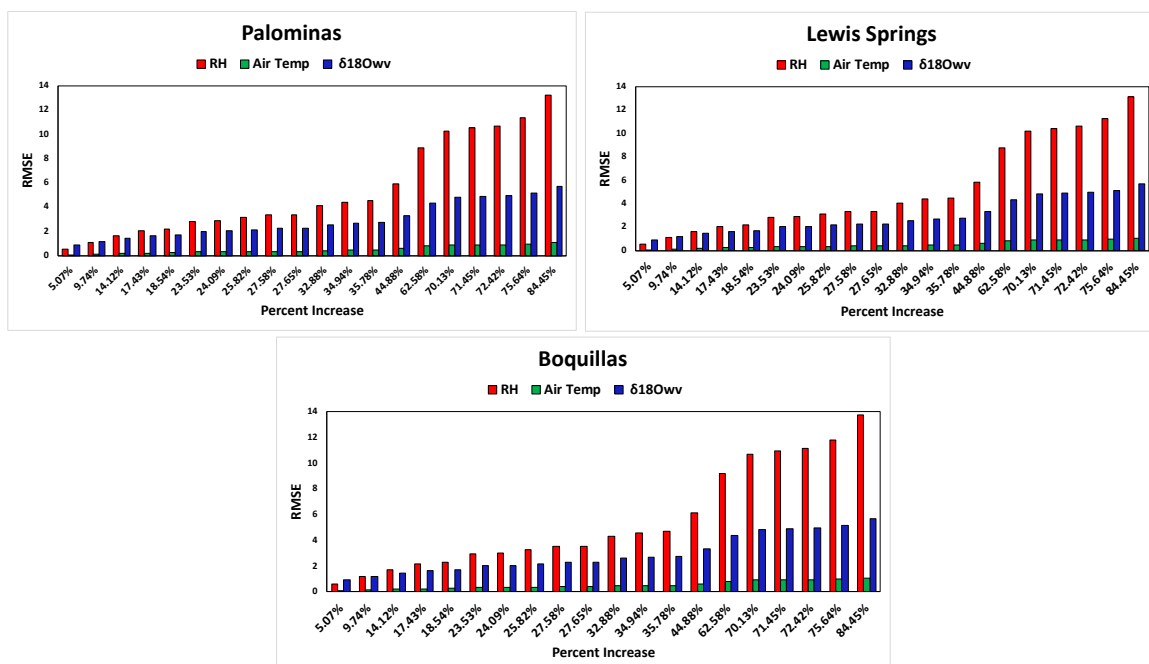 Palominas
RH Air Temp δ18Owv
14
12
10
8
6
4
2
0
RMSE
5.07% 9.74% 14.12% 17.43% 18.54% 23.53% 24.09% 25.82% 27.58% 27.65% 32.88% 34.94% 35.78% 44.88% 62.58% 70.13% 71.45% 72.42% 75.64% 84.45%
Percent Increase
Lewis Springs
RH Air Temp δ18Owv
14
12
10
8
6
4
2
0
RMSE
5.07% 9.74% 14.12% 17.43% 18.54% 23.53% 24.09% 25.82% 27.58% 27.65% 32.88% 34.94% 35.78% 44.88% 62.58% 70.13% 71.45% 72.42% 75.64% 84.45%
Percent Increase
Boquillas
RH Air Temp δ18Owv
14
12
10
8
6
4
2
0
RMSE
5.07% 9.74% 14.12% 17.43% 18.54% 23.53% 24.09% 25.82% 27.58% 27.65% 32.88% 34.94% 35.78% 44.88% 62.58% 70.13% 71.45% 72.42% 75.64% 84.45%
Percent Increase